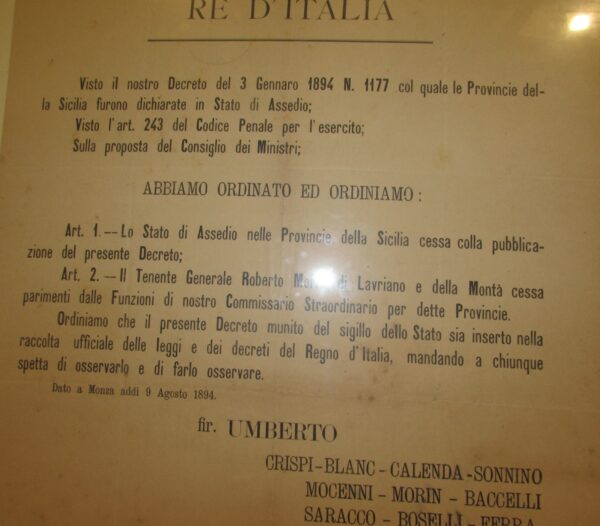 RE D'ITALIA
Visto il nostro Decreto del 3 Gennaro 1894 N. 1177 col quale le Provincie del-
la Sicilia furono dichiarate in Stato di Assedio;
Visto l'art. 243 del Codice Penale per l'esercito;
Sulla proposta del Consiglio dei Ministri;
ABBIAMO ORDINATO ED ORDINIAMO:
Art. 1.—Lo Stato di Assedio nelle Provincie della Sicilia cessa colla pubblica-
zione del presente Decreto;
Art. 2.—Il Tenente Generale Roberto di Lavriano e della Montà cessa
parimenti dalle Funzioni di nostro Commissario Straordinario per dette Provincie.
Ordiniamo che il presente Decreto munito del sigillo dello Stato sia inserto nella
raccolta ufficiale delle leggi e dei decreti del Regno d'Italia, mandando a chiunque
spetta di osservarlo e di farlo osservare.
Dato a Monza addi 9 Agosto 1894.
fir. UMBERTO
CRISPI-BLANC-CALENDA-SONNINO
MOCENNI-MORIN-BACCELLI
SARACCO-BOSELLI-FERRA